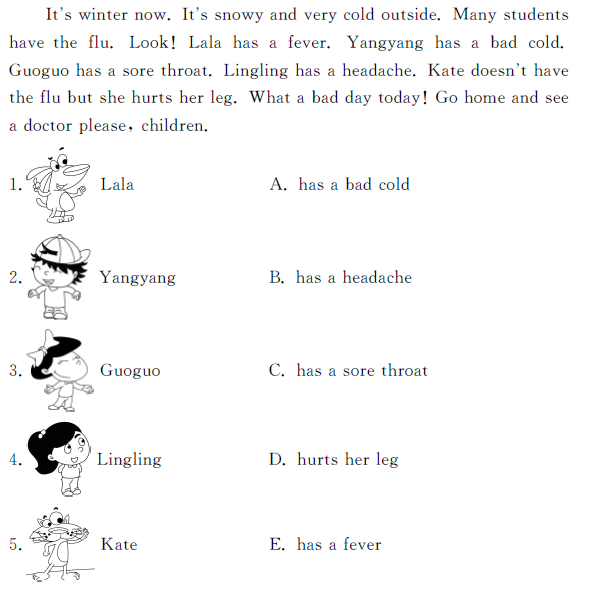 It's winter now. It's snowy and very cold outside. Many students
have the flu. Look! Lala has a fever. Yangyang has a bad cold.
Guoguo has a sore throat. Lingling has a headache. Kate doesn't have
the flu but she hurts her leg. What a bad day today! Go home and see
a doctor please, children.
1. Lala A. has a bad cold
2. Yangyang B. has a headache
3. Guoguo C. has a sore throat
4. Lingling D. hurts her leg
5. Kate E. has a fever